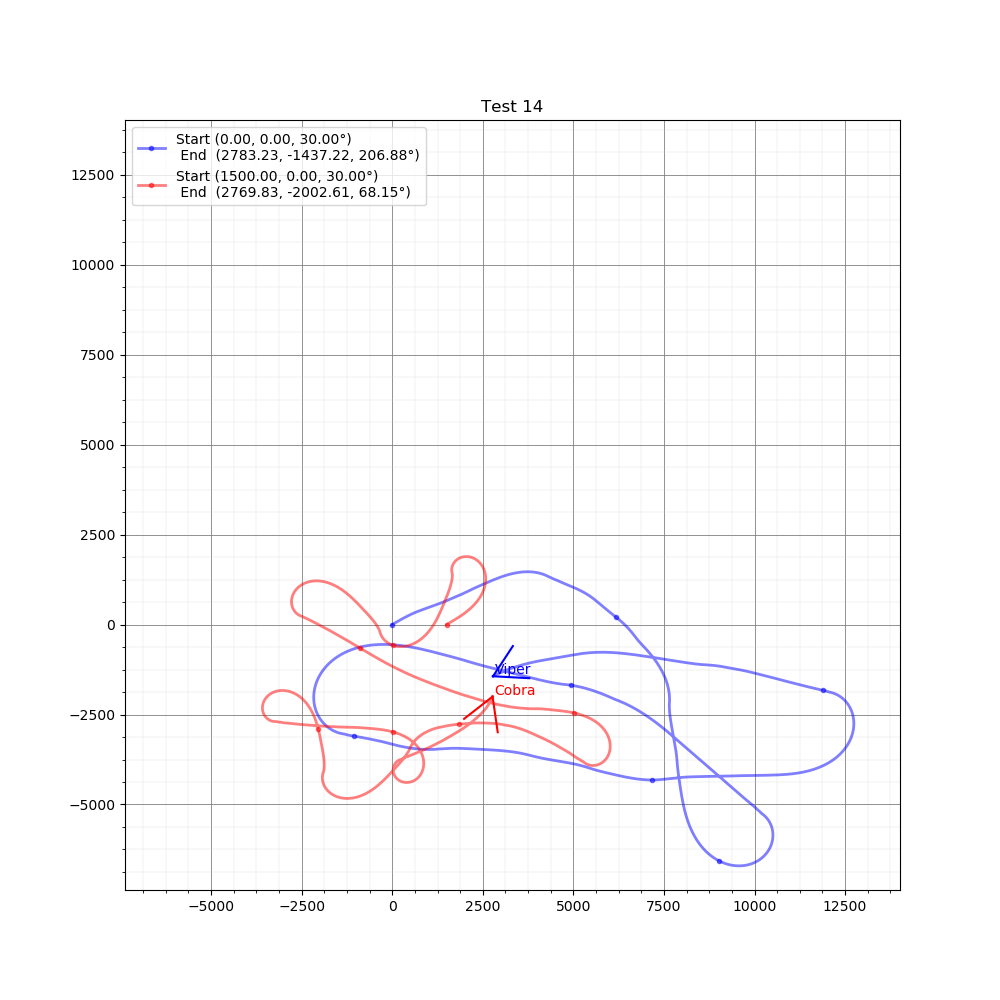 Test 14
Start (0.00, 0.00, 30.00°)
End (2783.23, -1437.22, 206.88°)
Start (1500.00, 0.00, 30.00°)
End (2769.83, -2002.61, 68.15°)
12500
10000
7500
5000
2500
0
−2500
−5000
Viper
Cobra
−5000 −2500 0 2500 5000 7500 10000 12500